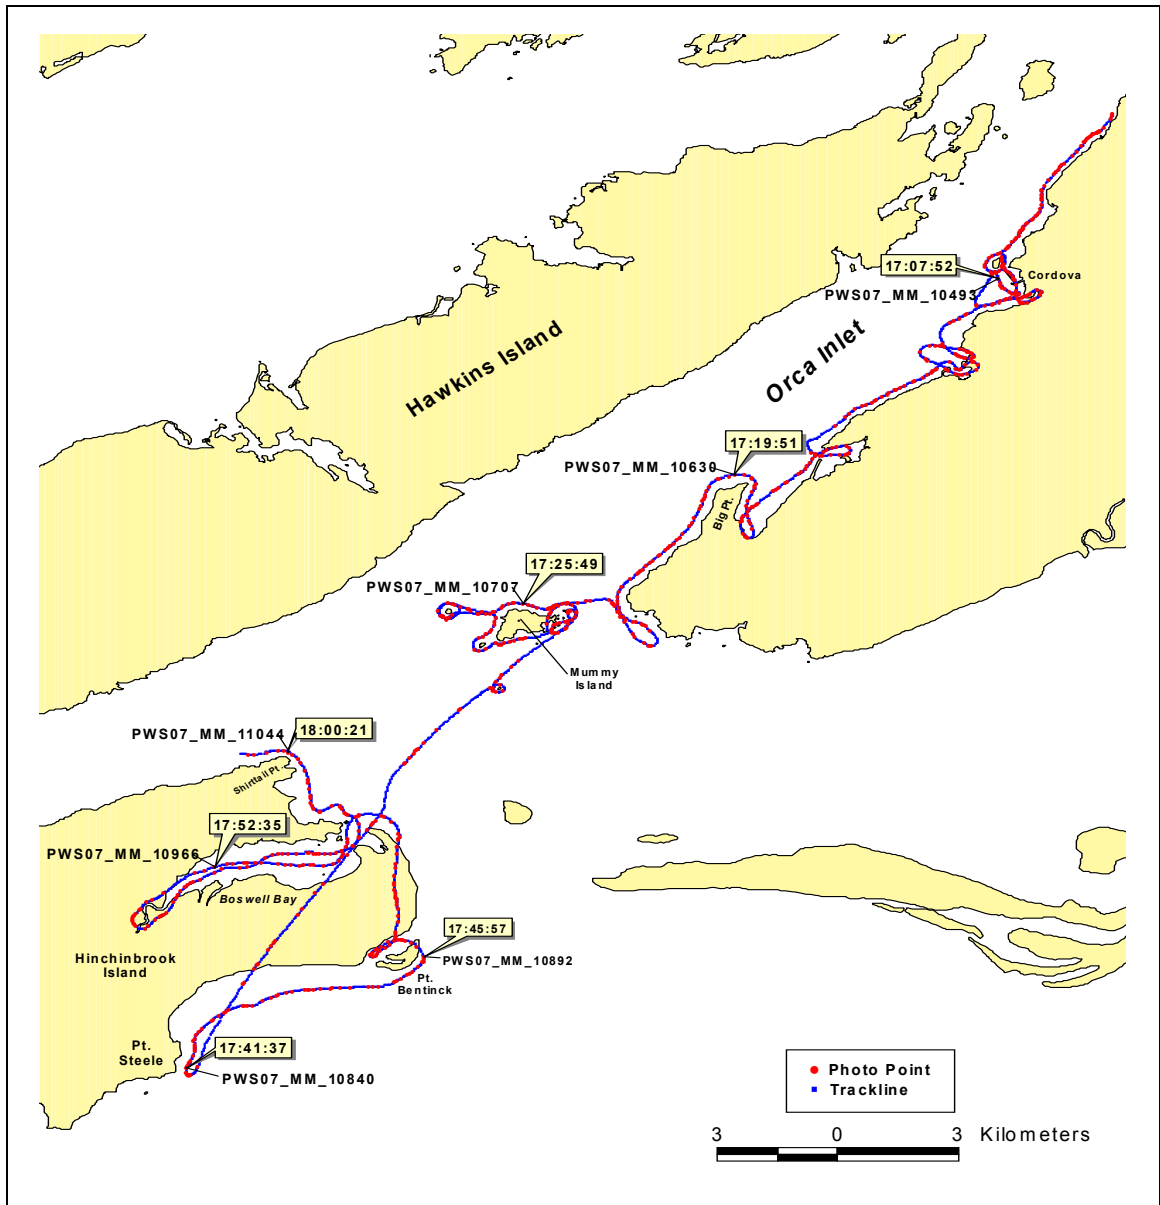 17:07:52
Cordova
PWS07_MM_10493
Hawkins Island
Orca Inlet
17:19:51
PWS07_MM_10630
Big Pt.
17:25:49
PWS07_MM_10707
Mummy
Island
18:00:21
PWS07_MM_11044
Shirttail Pt.
17:52:35
PWS07_MM_10966
Boswell Bay
17:45:57
PWS07_MM_10892
Hinchinbrook
Island
Pt.
Bentinck
Pt.
Steele
17:41:37
PWS07_MM_10840
Photo Point
Trackline
3 0 3 Kilometers